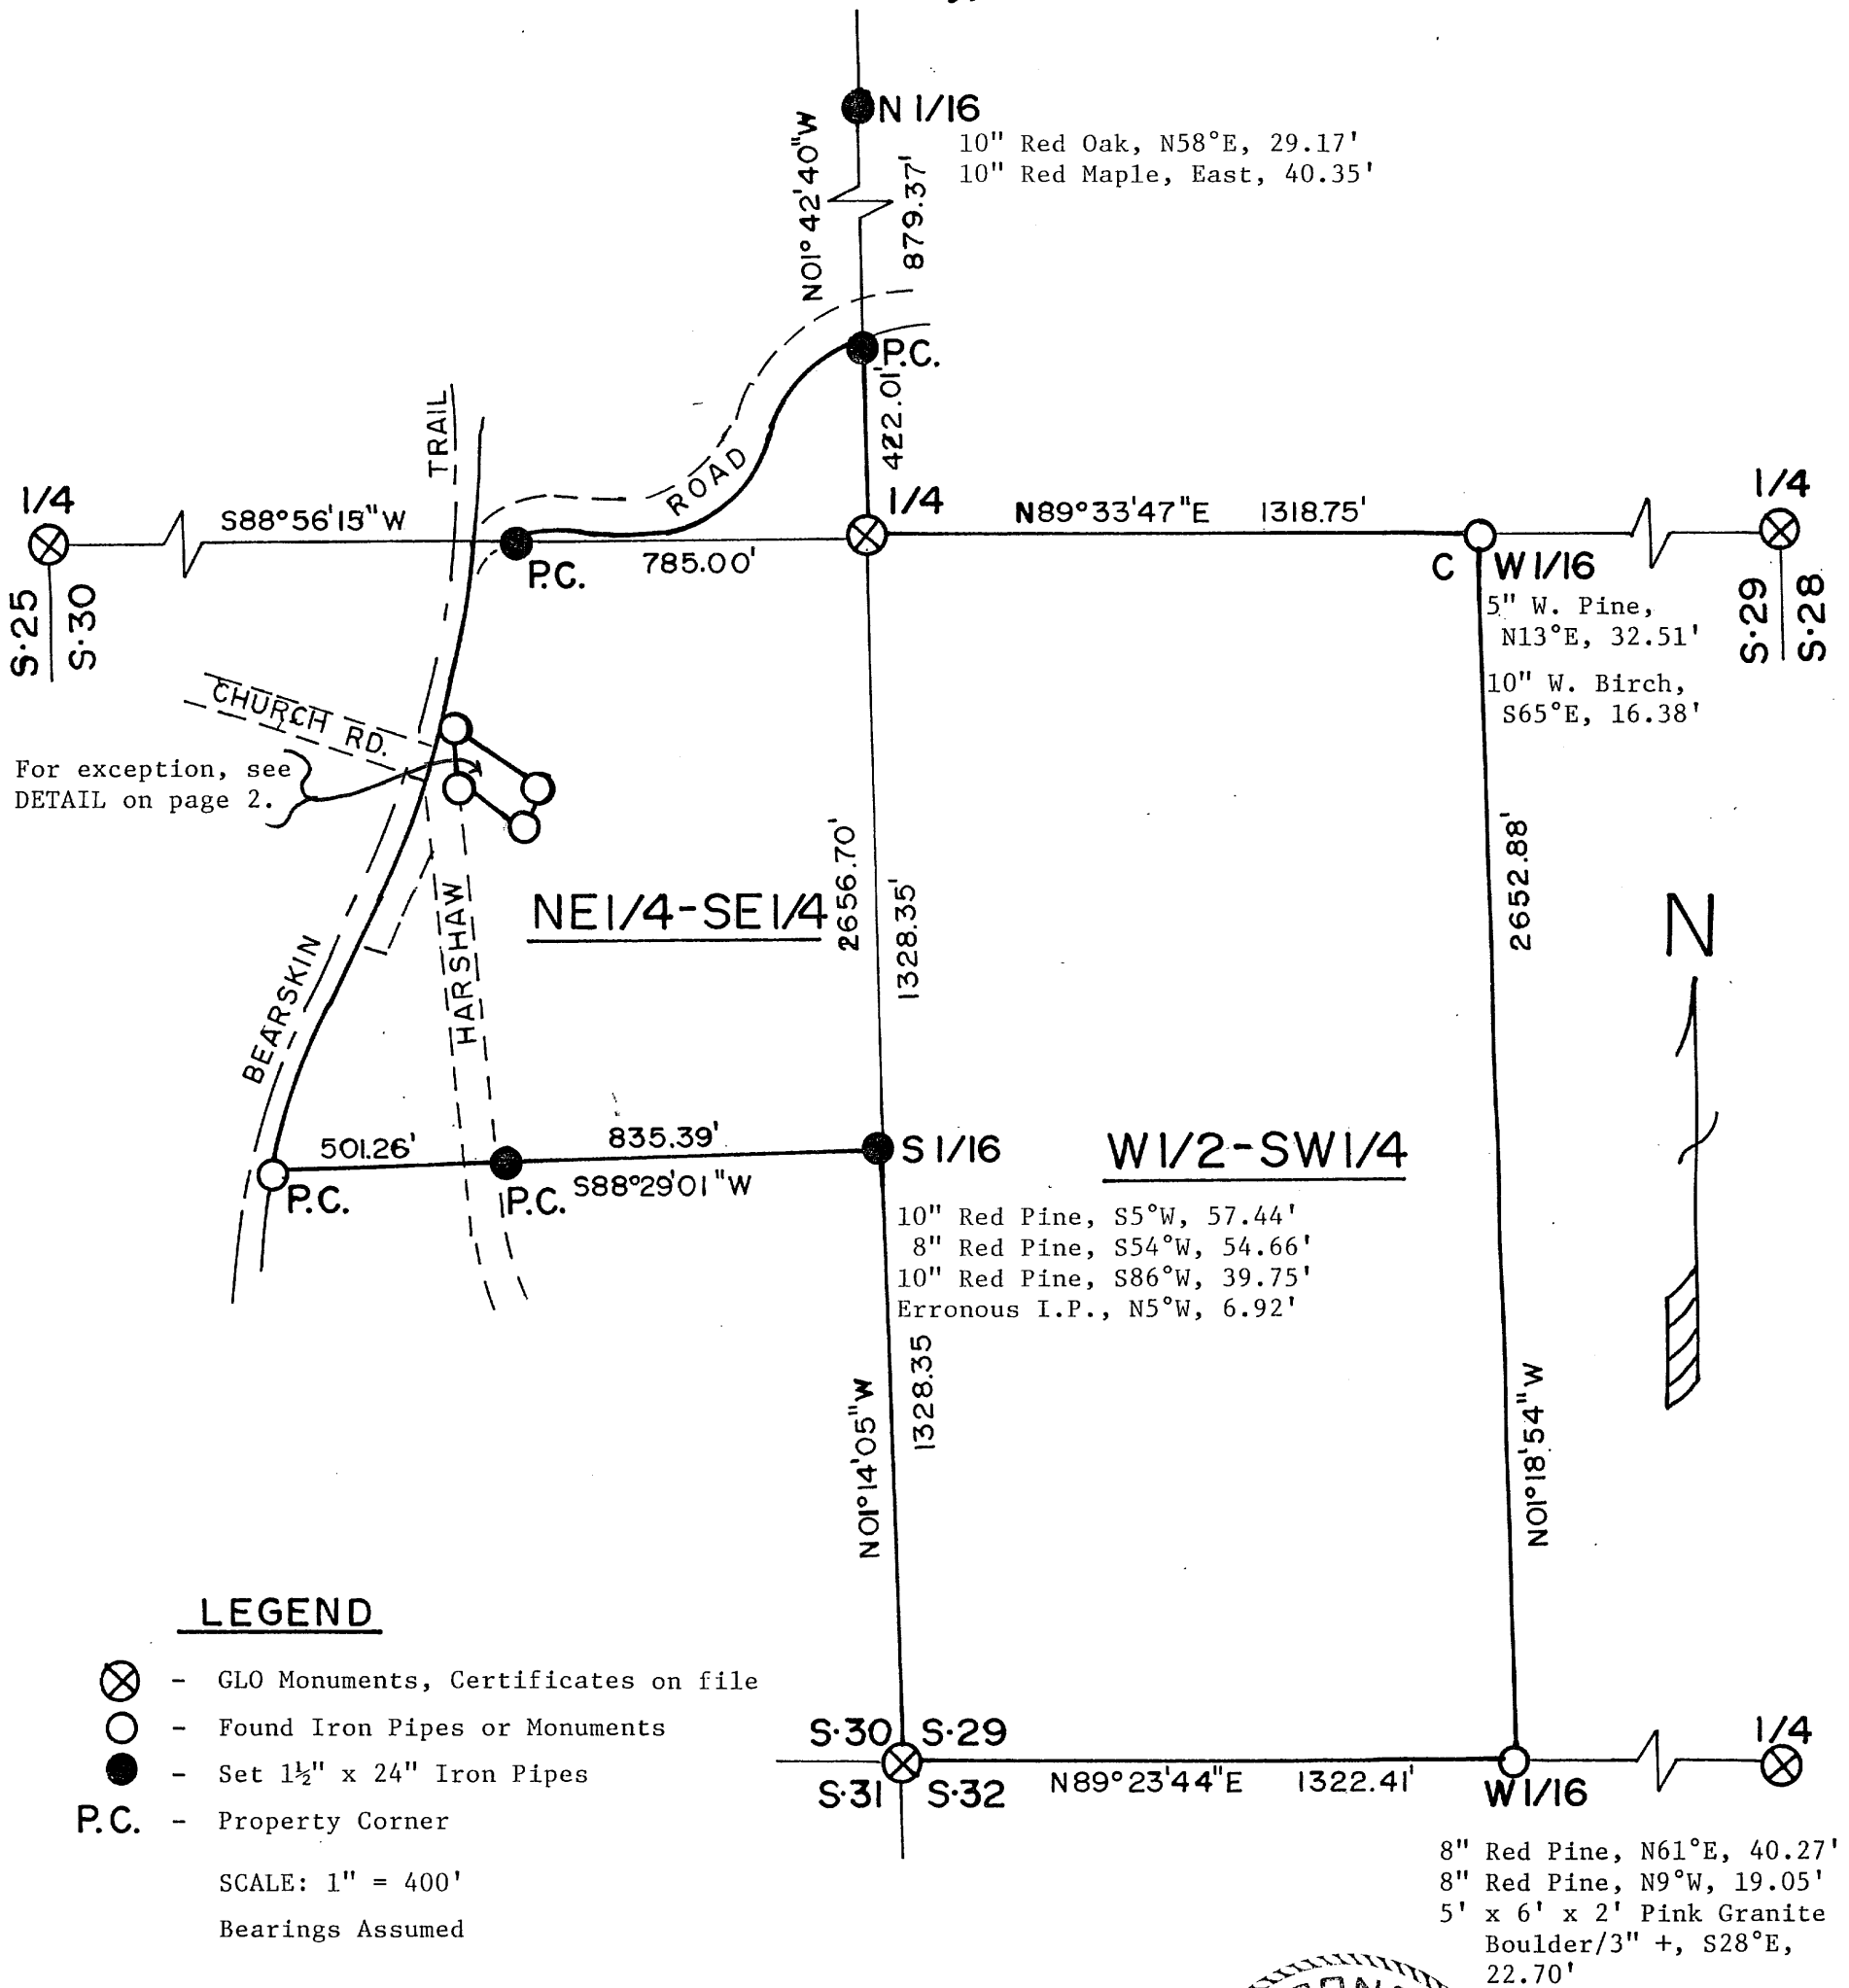 N 1/16
10" Red Oak, N58°E, 29.17'
10" Red Maple, East, 40.35'
N01°42'40"W
879.37'
P.C.
422.01'
TRAIL
ROAD
1/4
S88°56'15"W
1/4
N89°33'47"E 1318.75'
1/4
P.C.
785.00'
C W 1/16
S·25
S·30
S·29
S·28
5" W. Pine,
N13°E, 32.51'
10" W. Birch,
S65°E, 16.38'
CHURCH RD.
For exception, see
DETAIL on page 2.
NE1/4-SE1/4
2656.70'
1328.35'
2652.88'
HARSHAW
BEARSKIN
N
501.26'
835.39'
S 1/16
W1/2-SW1/4
P.C.
P.C.
S88°29'01"W
10" Red Pine, S5°W, 57.44'
8" Red Pine, S54°W, 54.66'
10" Red Pine, S86°W, 39.75'
Erronous I.P., N5°W, 6.92'
N01°14'05"W
1328.35
N01°18'54"W
LEGEND
- GLO Monuments, Certificates on file
- Found Iron Pipes or Monuments
- Set 1½" x 24" Iron Pipes
P.C. - Property Corner
SCALE: 1" = 400'
Bearings Assumed
S·30 S·29
S·31 S·32
N89°23'44"E 1322.41'
W 1/16
1/4
8" Red Pine, N61°E, 40.27'
8" Red Pine, N9°W, 19.05'
5' x 6' x 2' Pink Granite
Boulder/3" +, S28°E,
22.70'